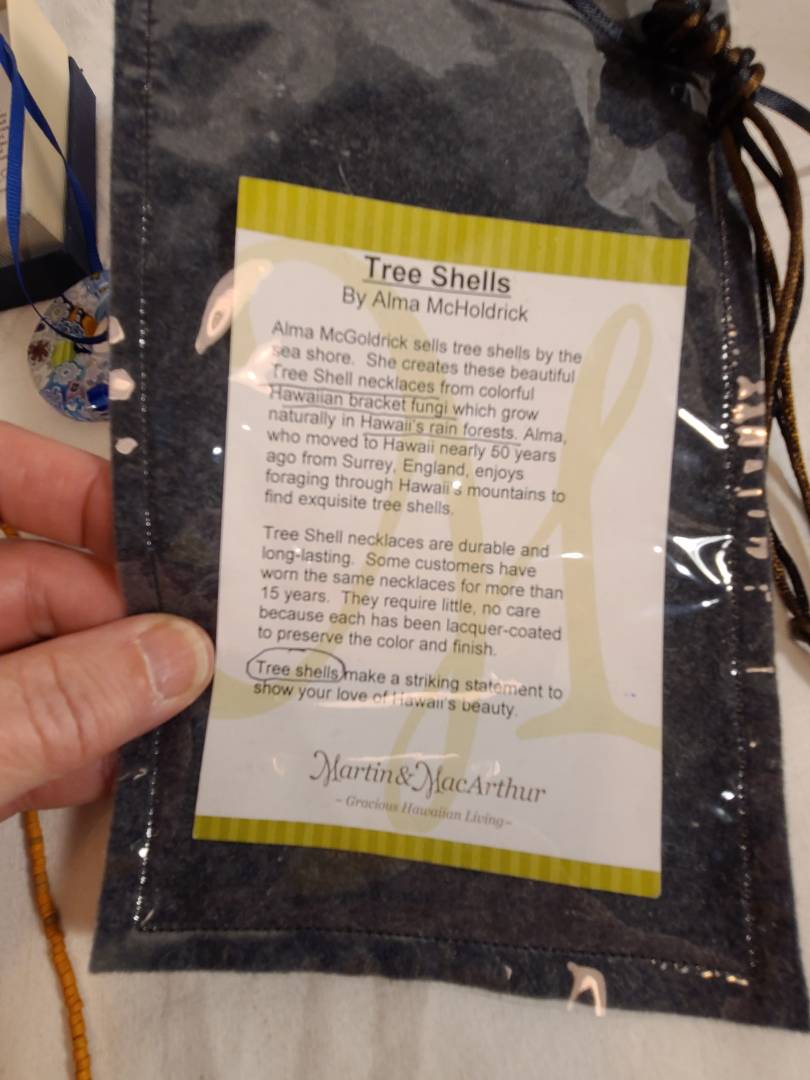 Tree Shells
By Alma McHoldrick
Alma McGoldrick sells tree shells by the
sea shore. She creates these beautiful
Tree Shell necklaces from colorful
Hawaiian bracket fungi which grow
naturally in Hawaii's rain forests. Alma,
who moved to Hawaii nearly 50 years
ago from Surrey, England, enjoys
foraging through Hawaii's mountains to
find exquisite tree shells.
Tree Shell necklaces are durable and
long-lasting. Some customers have
worn the same necklaces for more than
15 years. They require little, no care
because each has been lacquer-coated
to preserve the color and finish.
Tree shells make a striking statement to
show your love of Hawaii's beauty.
Martin&MacArthur
~ Gracious Hawaiian Living~